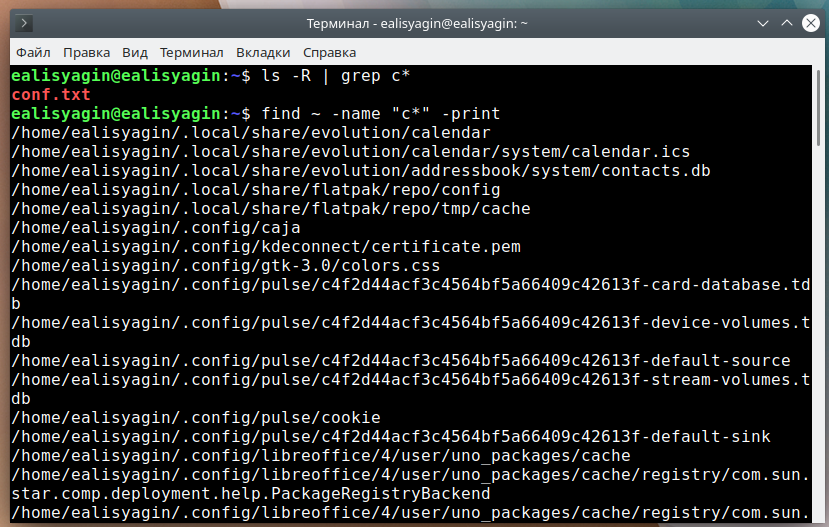 Терминал - ealisyagin@ealisyagin: ~
Файл Правка Вид Терминал Вкладки Справка
ealisyagin@ealisyagin:~$ ls -R | grep c*
conf.txt
ealisyagin@ealisyagin:~$ find ~ -name "c*" -print
/home/ealisyagin/.local/share/evolution/calendar
/home/ealisyagin/.local/share/evolution/calendar/system/calendar.ics
/home/ealisyagin/.local/share/evolution/addressbook/system/contacts.db
/home/ealisyagin/.local/share/flatpak/repo/config
/home/ealisyagin/.local/share/flatpak/repo/tmp/cache
/home/ealisyagin/.config/caja
/home/ealisyagin/.config/kdeconnect/certificate.pem
/home/ealisyagin/.config/gtk-3.0/colors.css
/home/ealisyagin/.config/pulse/c4f2d44acf3c4564bf5a66409c42613f-card-database.td
b
/home/ealisyagin/.config/pulse/c4f2d44acf3c4564bf5a66409c42613f-device-volumes.t
db
/home/ealisyagin/.config/pulse/c4f2d44acf3c4564bf5a66409c42613f-default-source
/home/ealisyagin/.config/pulse/c4f2d44acf3c4564bf5a66409c42613f-stream-volumes.t
db
/home/ealisyagin/.config/pulse/cookie
/home/ealisyagin/.config/pulse/c4f2d44acf3c4564bf5a66409c42613f-default-sink
/home/ealisyagin/.config/libreoffice/4/user/uno_packages/cache
/home/ealisyagin/.config/libreoffice/4/user/uno_packages/cache/registry/com.sun.
star.comp.deployment.help.PackageRegistryBackend
/home/ealisyagin/.config/libreoffice/4/user/uno_packages/cache/registry/com.sun.